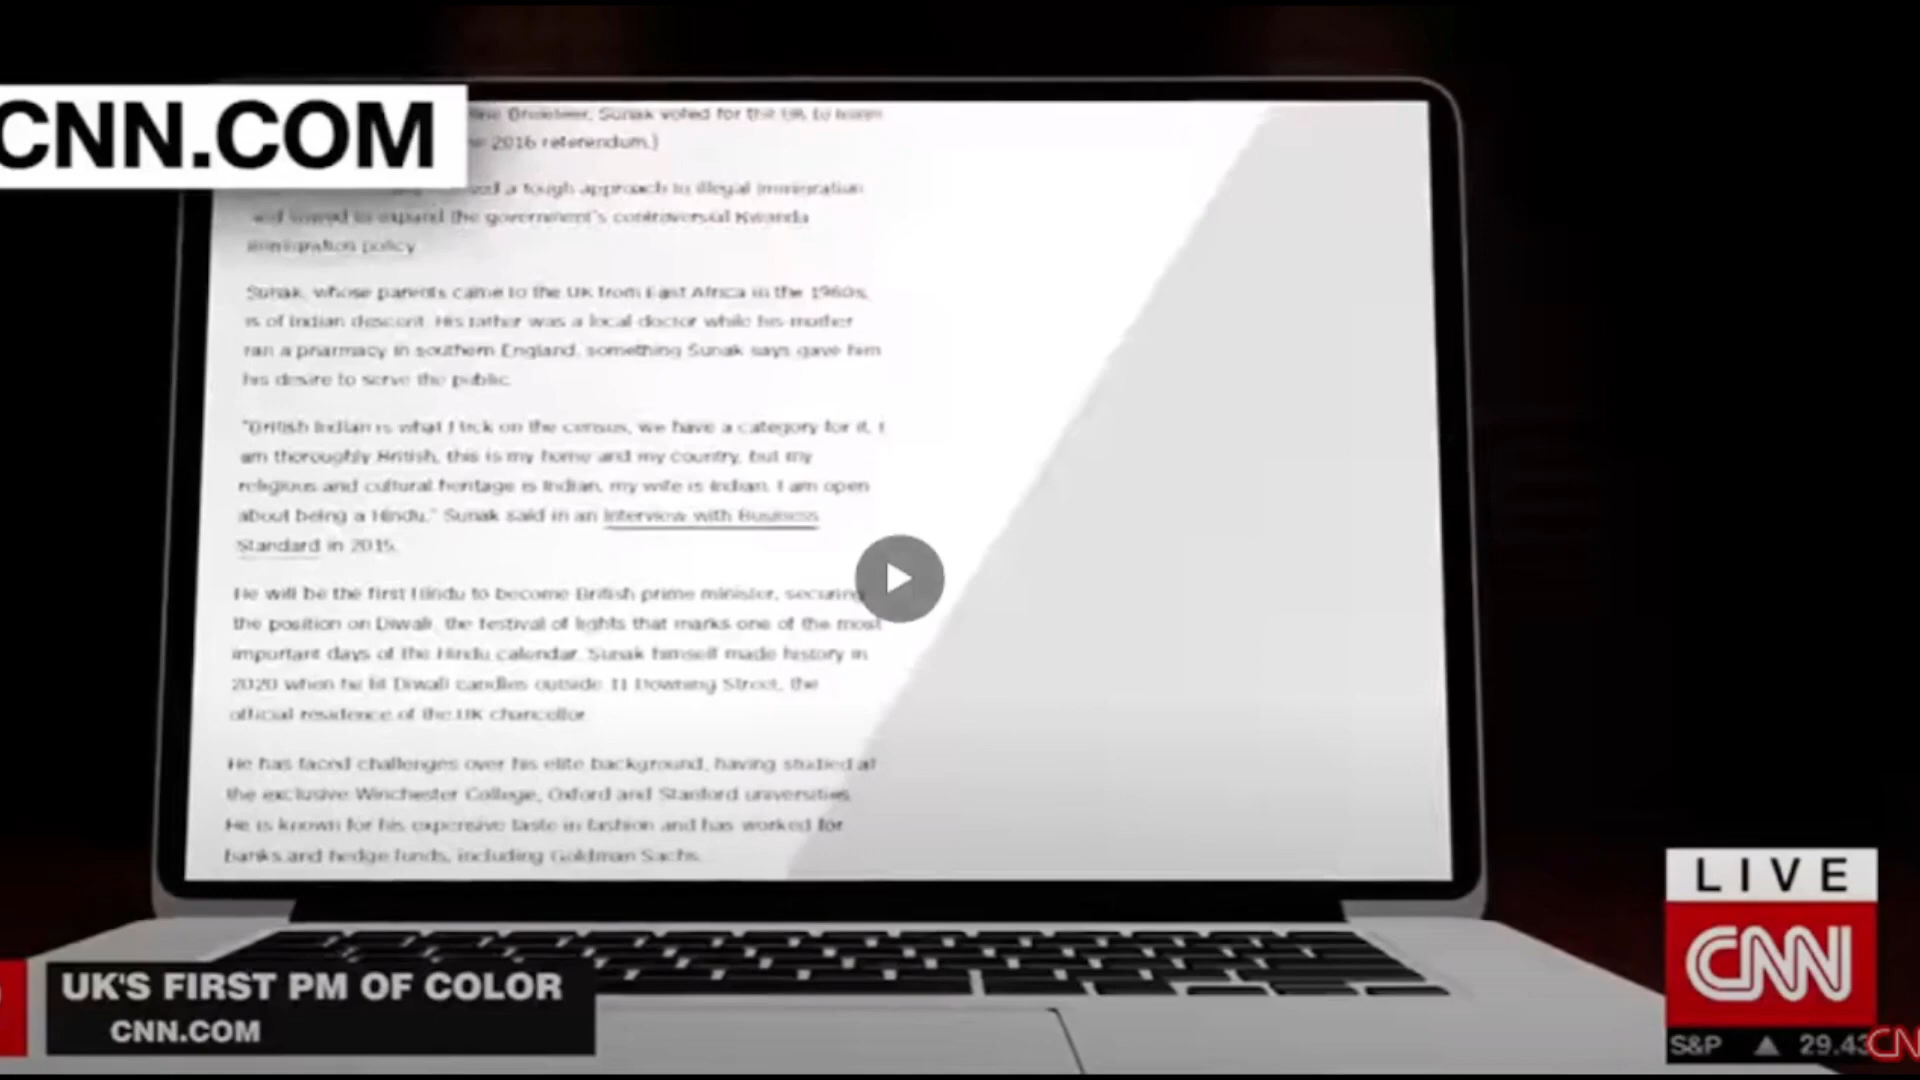 CNN.COM
Sunak voted for the UK to leave
2016 referendum.)
a tough approach to illegal immigration
and vowed to expand the government's controversial Rwanda
immigration policy.
Sunak, whose parents came to the UK from East Africa in the 1960s,
is of Indian descent. His father was a local doctor while his mother
ran a pharmacy in southern England, something Sunak says gave him
his desire to serve the public.
"British Indian is what I tick on the census, we have a category for it. I
am thoroughly British, this is my home and my country, but my
religious and cultural heritage is Indian, my wife is Indian. I am open
about being a Hindu," Sunak said in an interview with Business
Standard in 2015.
He will be the first Hindu to become British prime minister, securing
the position on Diwali, the festival of lights that marks one of the most
important days of the Hindu calendar. Sunak himself made history in
2020 when he lit Diwali candles outside 11 Downing Street, the
official residence of the UK chancellor.
He has faced challenges over his elite background, having studied at
the exclusive Winchester College, Oxford and Stanford universities.
He is known for his expensive taste in fashion and has worked for
banks and hedge funds, including Goldman Sachs.
LIVE
CNN
UK'S FIRST PM OF COLOR
CNN.COM
S&P ▲ 29.43
CN